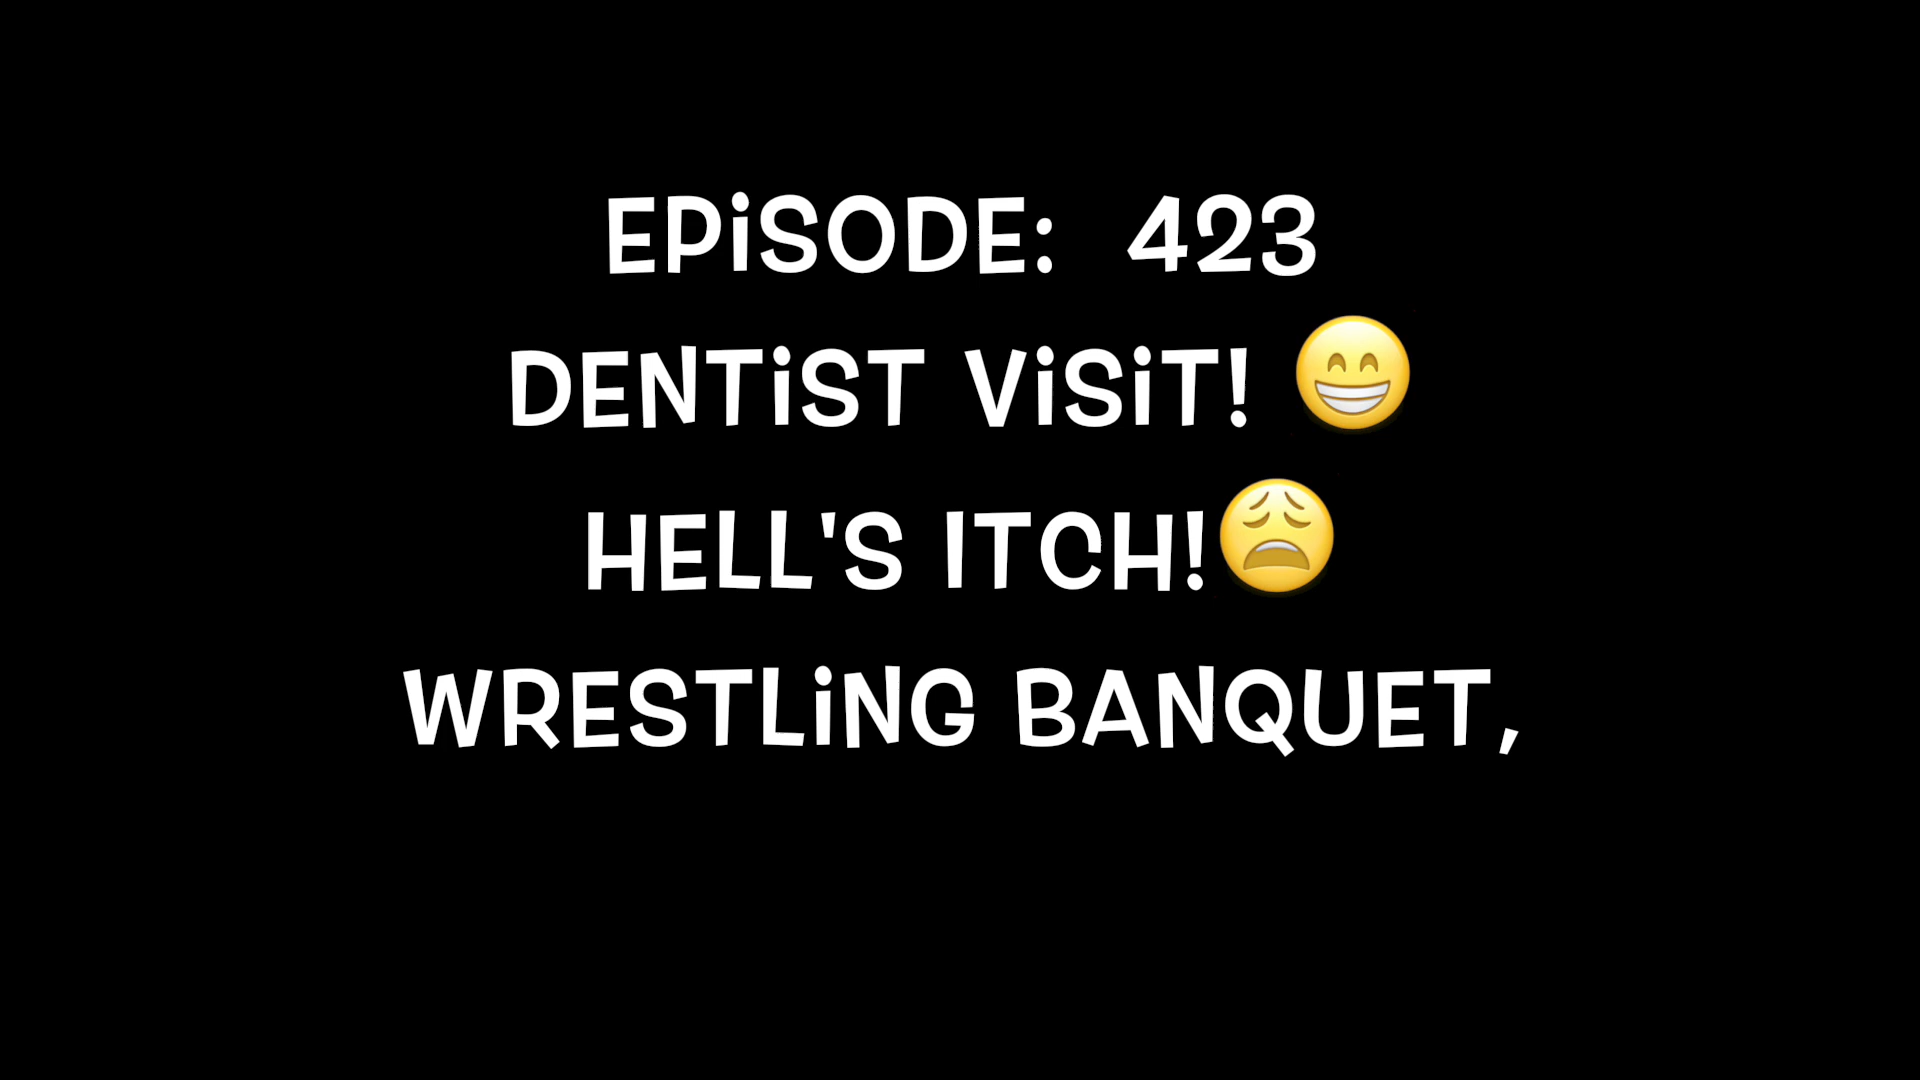 EPiSODE: 423
DENTiST ViSiT! 😁
HELL'S ITCH!😩
WRESTLiNG BANQUET,